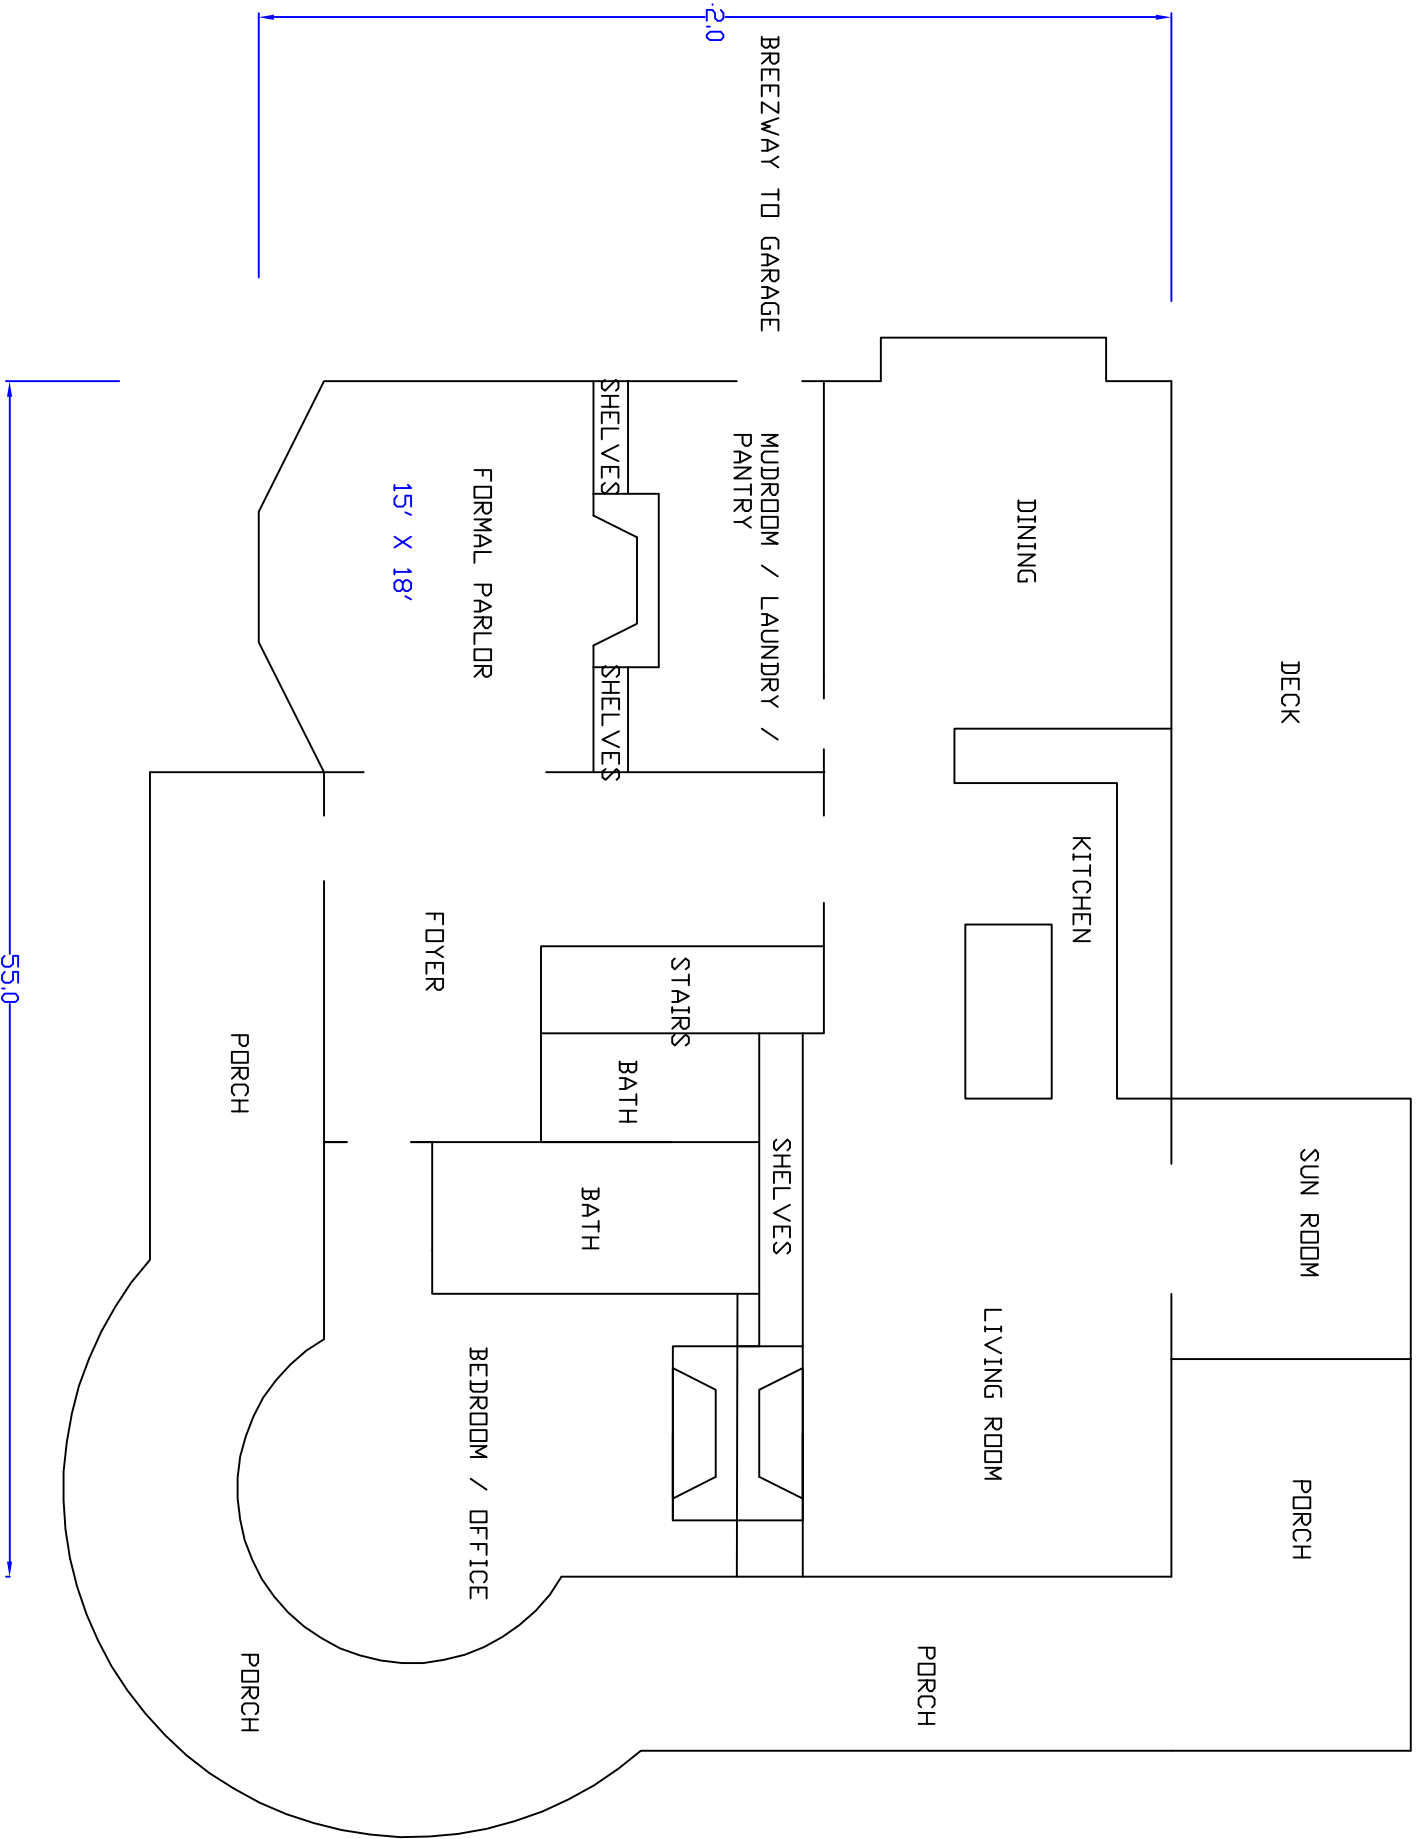 DECK
SUN ROOM
PORCH
KITCHEN
DINING
LIVING ROOM
PORCH
BREEZWAY TO GARAGE
MUDROOM / LAUNDRY /
PANTRY
SHELVES
2.0
STAIRS
BATH
SHELVES
SHELVES
BATH
FORMAL PARLOR
BEDROOM / OFFICE
FOYER
15' X 18'
PORCH
PORCH
55.0